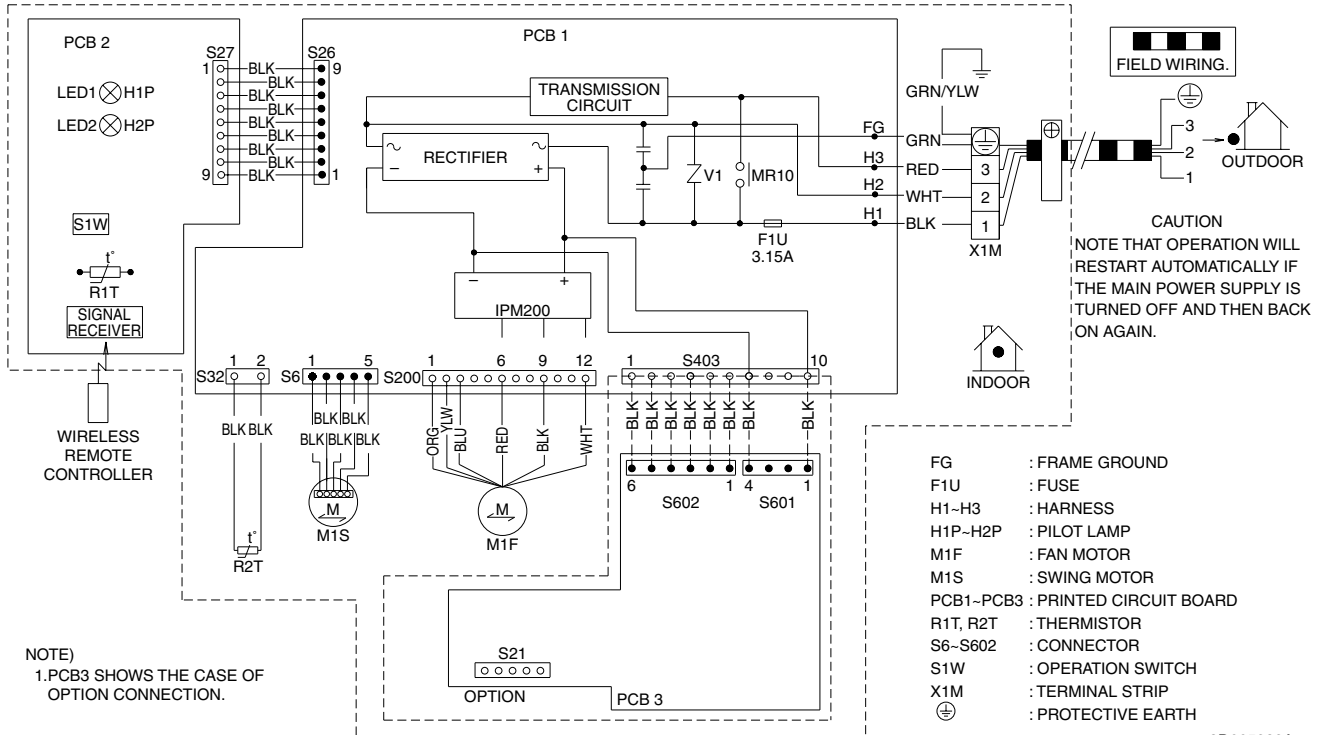 PCB 2
PCB 1
S27
S26
1
BLK
9
BLK
BLK
BLK
BLK
BLK
BLK
BLK
9
BLK
1
LED1 H1P
LED2 H2P
S1W
t°
R1T
SIGNAL
RECEIVER
WIRELESS
REMOTE
CONTROLLER
TRANSMISSION
CIRCUIT
~
RECTIFIER
~
−
+
V1
MR10
F1U
3.15A
−
+
IPM200
FG
H3
H2
H1
GRN/YLW
GRN
RED
WHT
BLK
3
2
1
X1M
FIELD WIRING.
3
2
1
OUTDOOR
CAUTION
NOTE THAT OPERATION WILL
RESTART AUTOMATICALLY IF
THE MAIN POWER SUPPLY IS
TURNED OFF AND THEN BACK
ON AGAIN.
INDOOR
S32
1 2
BLK BLK
t°
R2T
S6
1 5
BLK BLK
BLK BLK BLK
M
M1S
S200
1 6 9 12
ORG
YLW
BLU
RED
BLK
WHT
M
M1F
1 S403 10
BLK
BLK
BLK
BLK
BLK
BLK
BLK
BLK
6 1 4 1
S602 S601
S21
OPTION
PCB 3
NOTE)
1.PCB3 SHOWS THE CASE OF
OPTION CONNECTION.
FG : FRAME GROUND
F1U : FUSE
H1~H3 : HARNESS
H1P~H2P : PILOT LAMP
M1F : FAN MOTOR
M1S : SWING MOTOR
PCB1~PCB3 : PRINTED CIRCUIT BOARD
R1T, R2T : THERMISTOR
S6~S602 : CONNECTOR
S1W : OPERATION SWITCH
X1M : TERMINAL STRIP
: PROTECTIVE EARTH